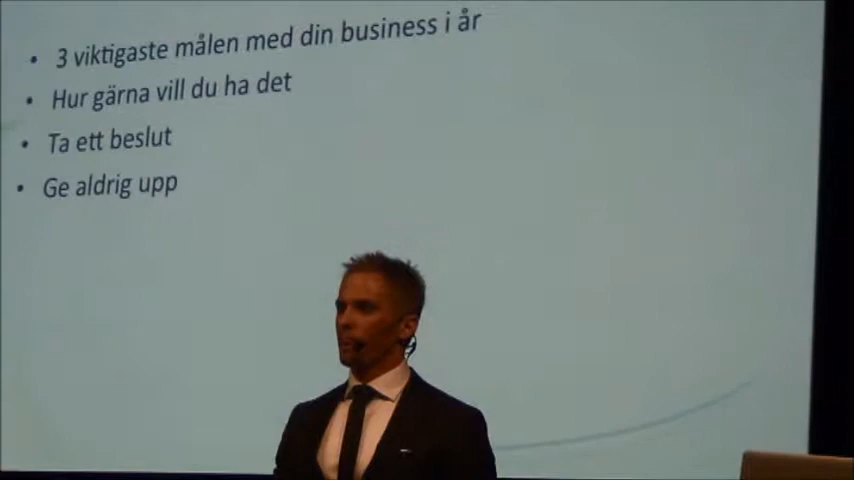 • 3 viktigaste målen med din business i år
• Hur gärna vill du ha det
• Ta ett beslut
• Ge aldrig upp